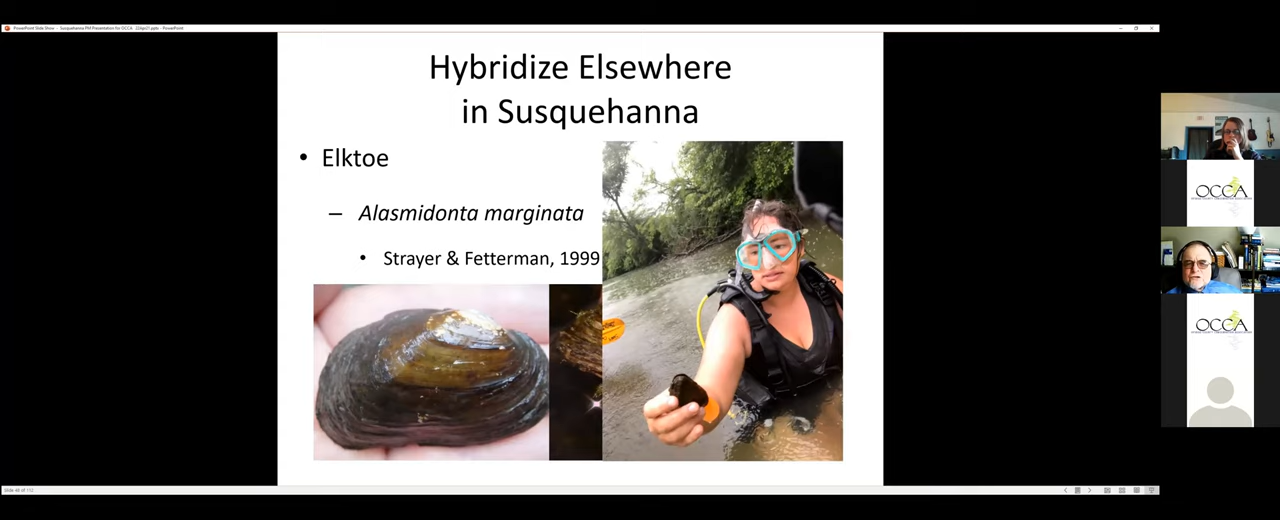 Hybridize Elsewhere
in Susquehanna
• Elktoe
– Alasmidonta marginata
• Strayer & Fetterman, 1999
OCCA
OCCA